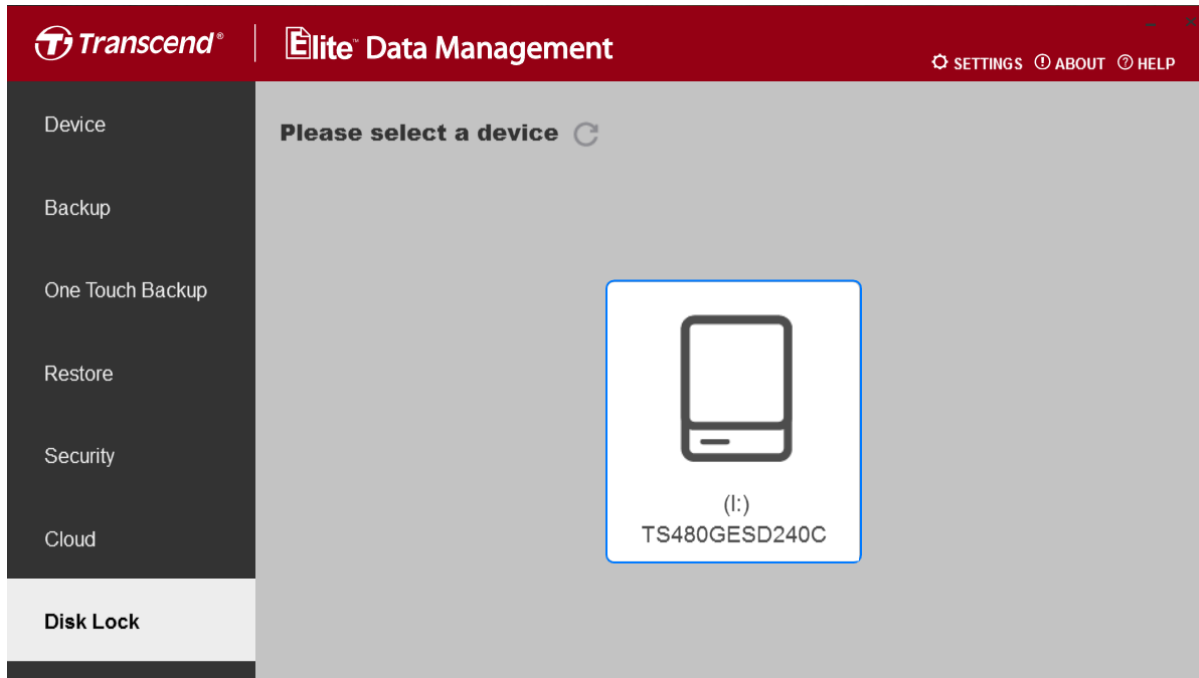 Transcend®
Elite™ Data Management
SETTINGS ABOUT HELP
Device
Please select a device
Backup
One Touch Backup
Restore
Security
Cloud
Disk Lock
(I:)
TS480GESD240C